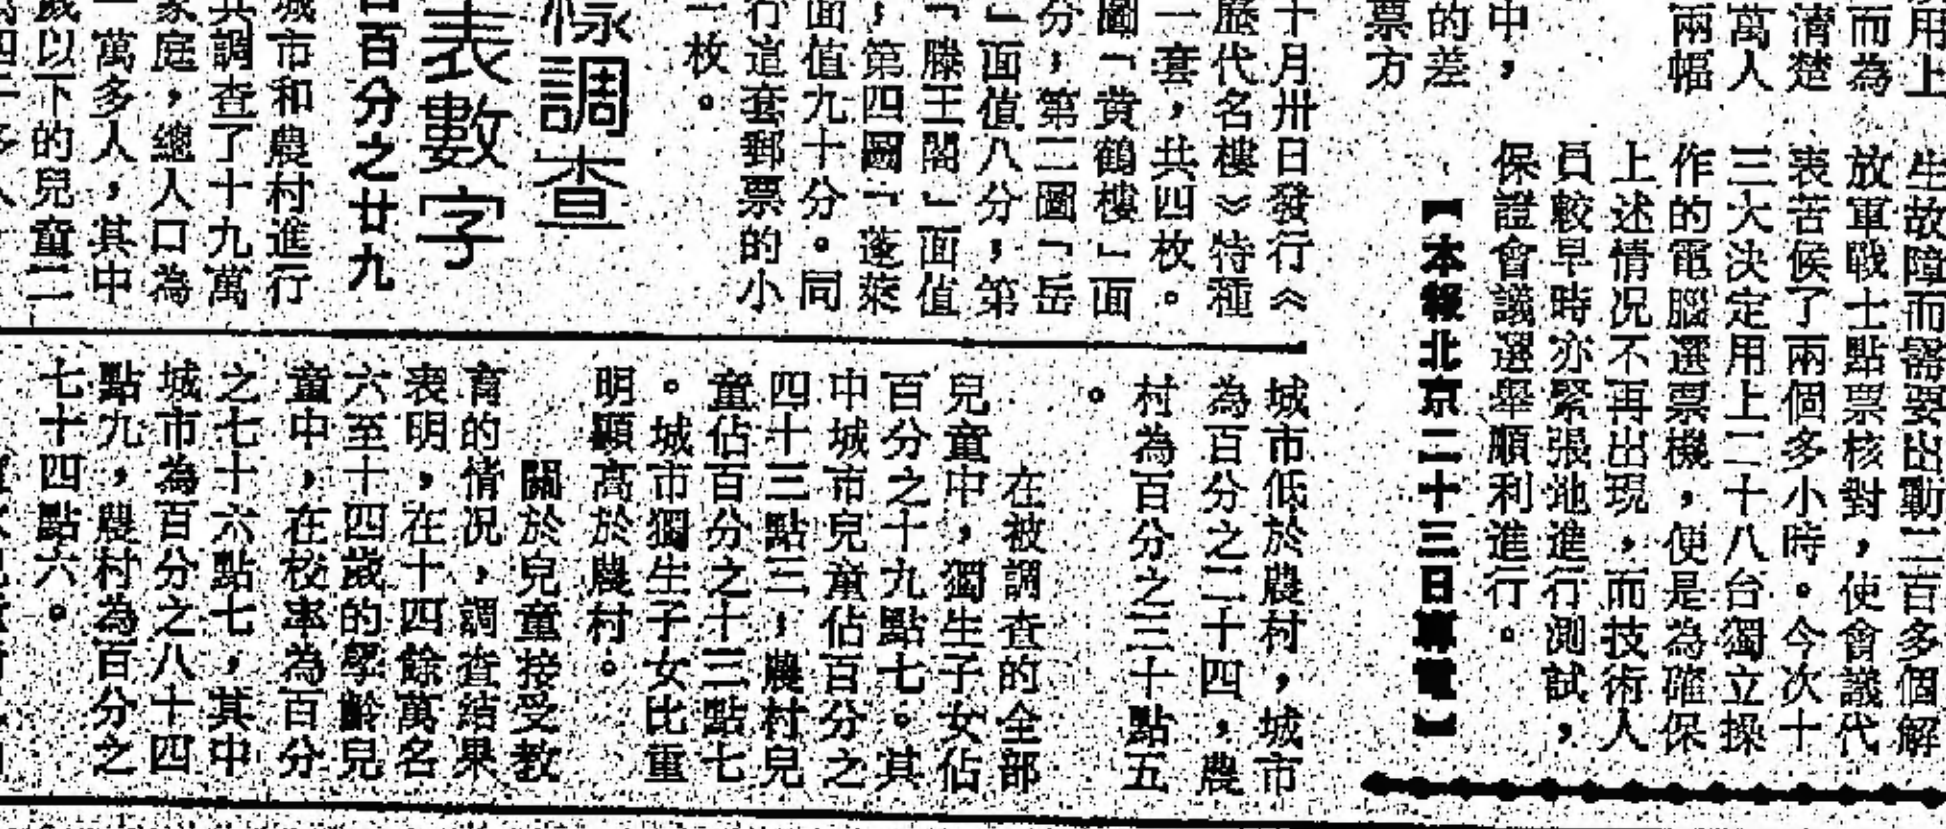 用上
而為
清楚
萬人
兩幅
中，
的差
票方
生故障而需要出動二百多個解
放軍戰士點票核對，使會議代
表苦候了兩個多小時。今次十
三大決定用上二十八台獨立操
作的電腦選票機，便是為確保
上述情況不再出現，而技術人
員較早時亦緊張地進行測試，
保證會議選舉順利進行。
【本報北京二十三日專電】
十月卅日發行《
歷代名樓》特種
一套，共四枚。
圖「黃鶴樓」面
分，第二圖「岳
」面值八分，第
「滕王閣」面值
，第四圖「蓬萊
面值九十分。同
行這套郵票的小
一枚。
樣調查
表數字
百分之廿九
城市和農村進行
共調查了十九萬
家庭，總人口為
一萬多人，其中
歲以下的兒童二
城市低於農村，城市
為百分之二十四，農
村為百分之三十點五
。
在被調查的全部
兒童中，獨生子女佔
百分之十九點七。其
中城市兒童佔百分之
四十三點三，農村兒
童佔百分之十三點七
。城市獨生子女比重
明顯高於農村。
關於兒童接受教
育的情況，調查結果
表明，在十四餘萬名
六至十四歲的學齡兒
童中，在校率為百分
之七十六點七，其中
城市為百分之八十四
點九，農村為百分之
七十四點六。